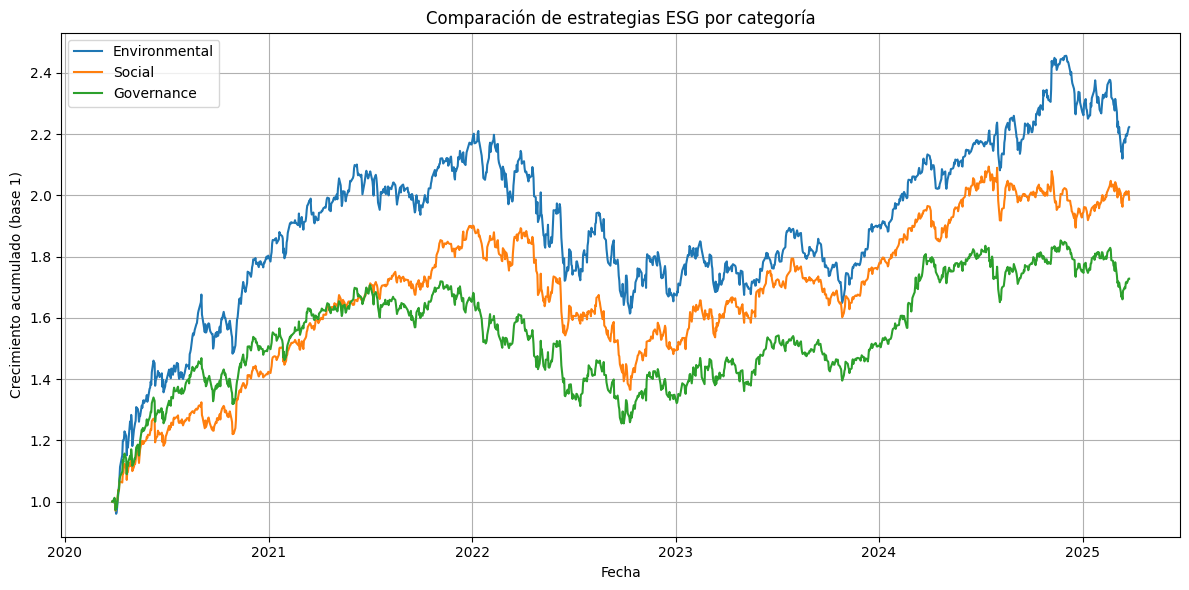 Comparación de estrategias ESG por categoría
Environmental
Social
Governance
Crecimiento acumulado (base 1)
2.4
2.2
2.0
1.8
1.6
1.4
1.2
1.0
2020
2021
2022
2023
2024
2025
Fecha